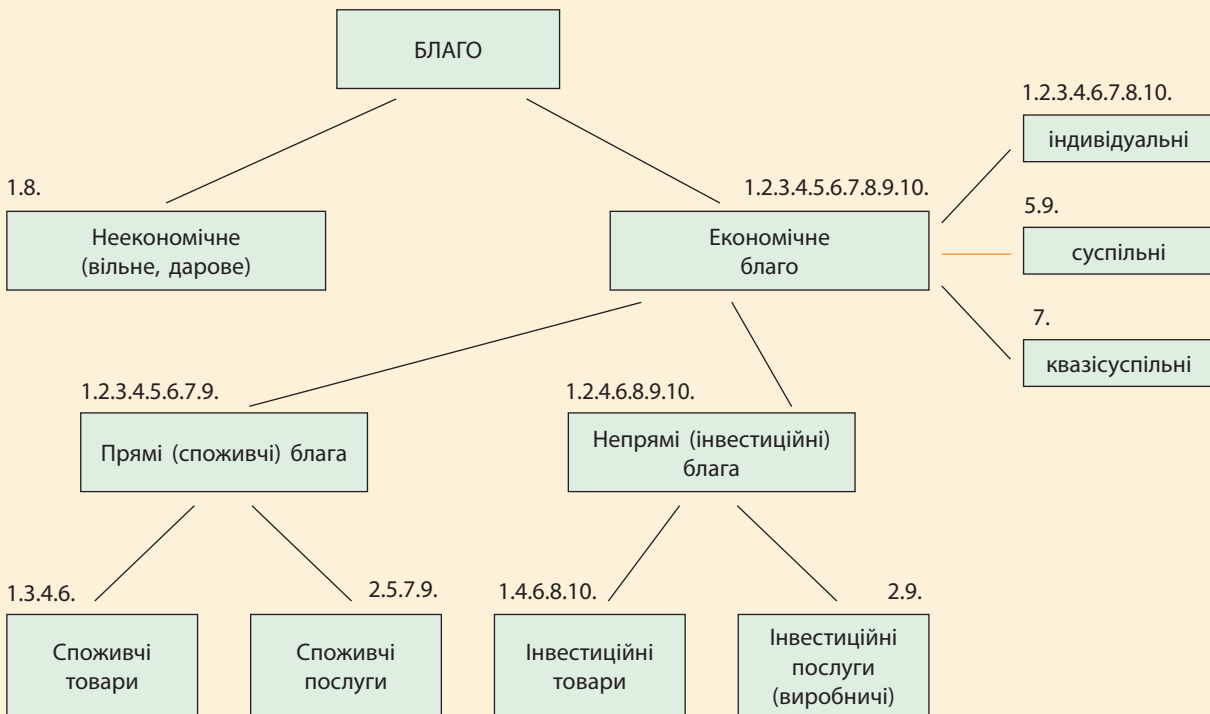 БЛАГО
1.2.3.4.6.7.8.10.
індивідуальні
1.8.
Неекономічне
(вільне, дарове)
1.2.3.4.5.6.7.8.9.10.
Економічне
благо
5.9.
суспільні
7.
квазісуспільні
1.2.3.4.5.6.7.9.
Прямі (споживчі) блага
1.2.4.6.8.9.10.
Непрямі (інвестиційні)
блага
1.3.4.6.
Споживчі
товари
2.5.7.9.
Споживчі
послуги
1.4.6.8.10.
Інвестиційні
товари
2.9.
Інвестиційні
послуги
(виробничі)